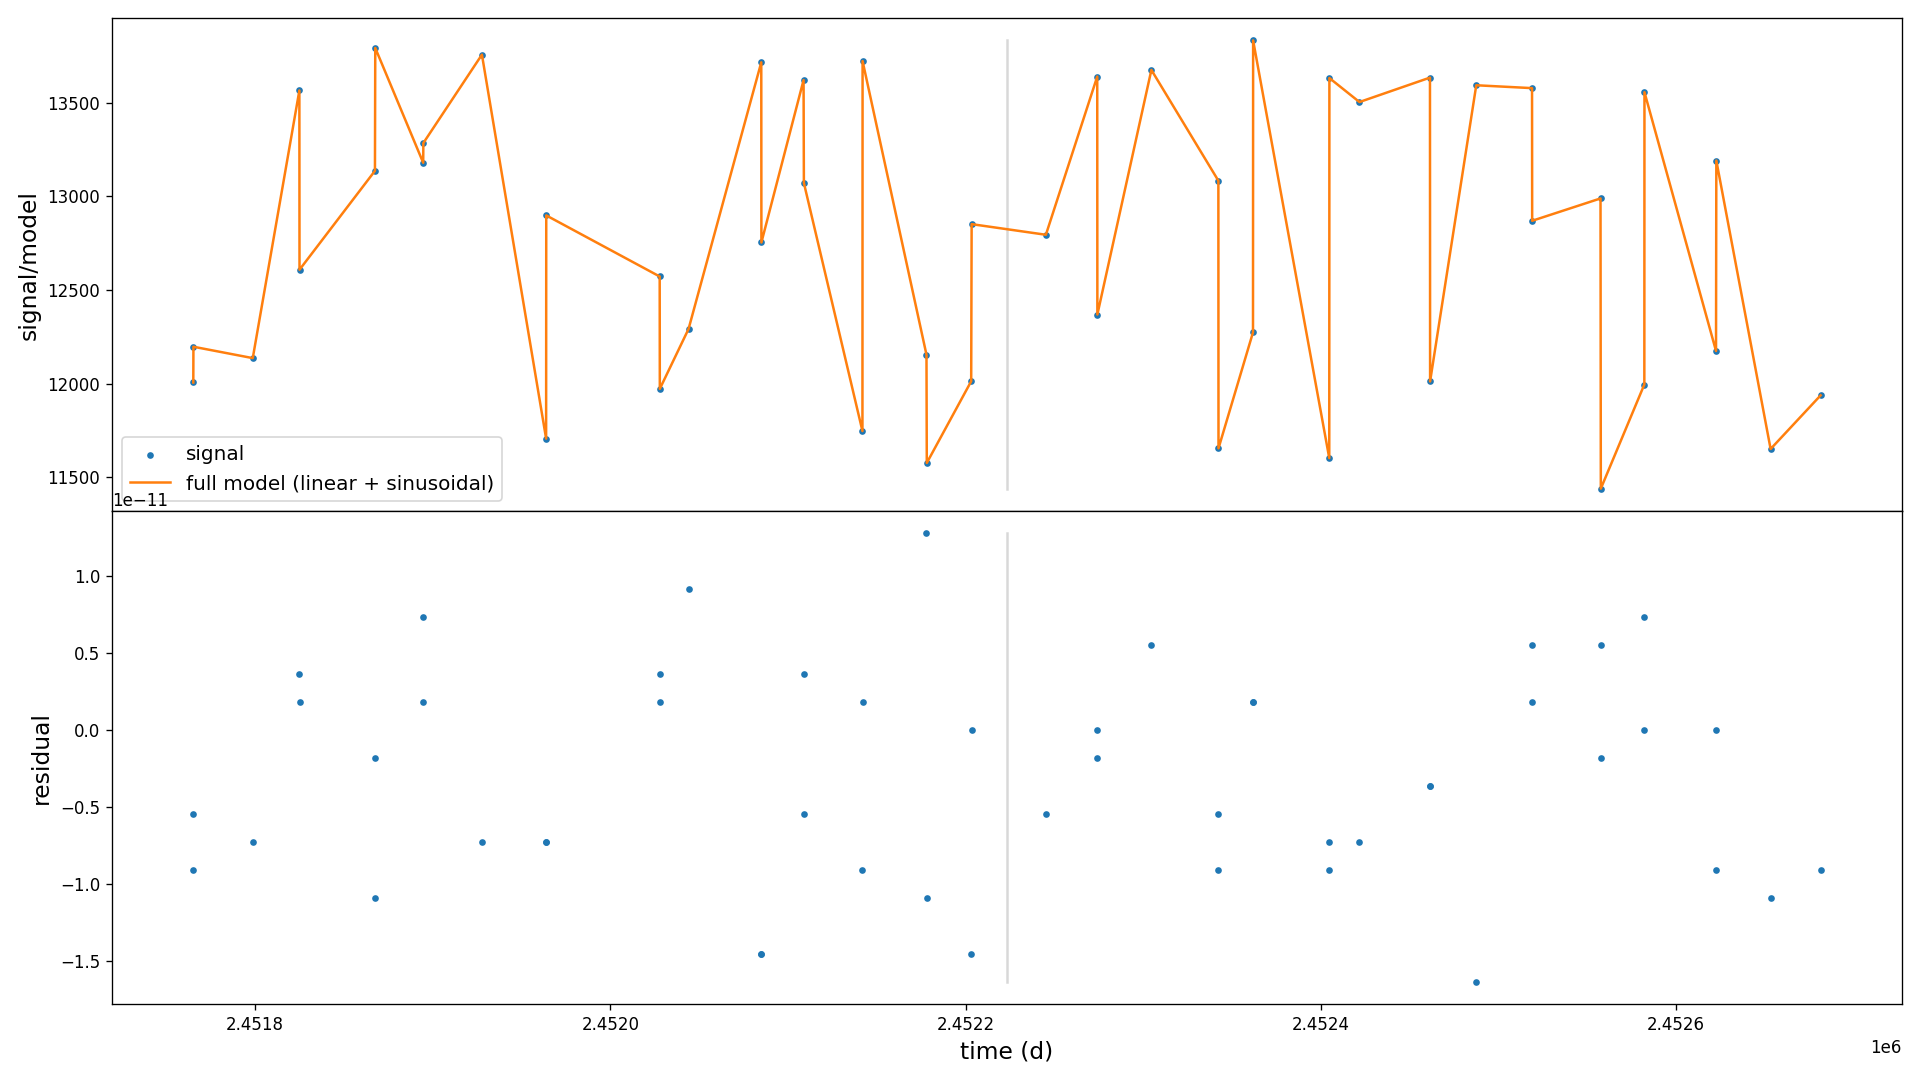 signal/model
13500
13000
12500
12000
11500
signal
full model (linear + sinusoidal)
1e−11
residual
1.0
0.5
0.0
−0.5
−1.0
−1.5
2.4518
2.4520
2.4522
2.4524
2.4526
time (d)
1e6